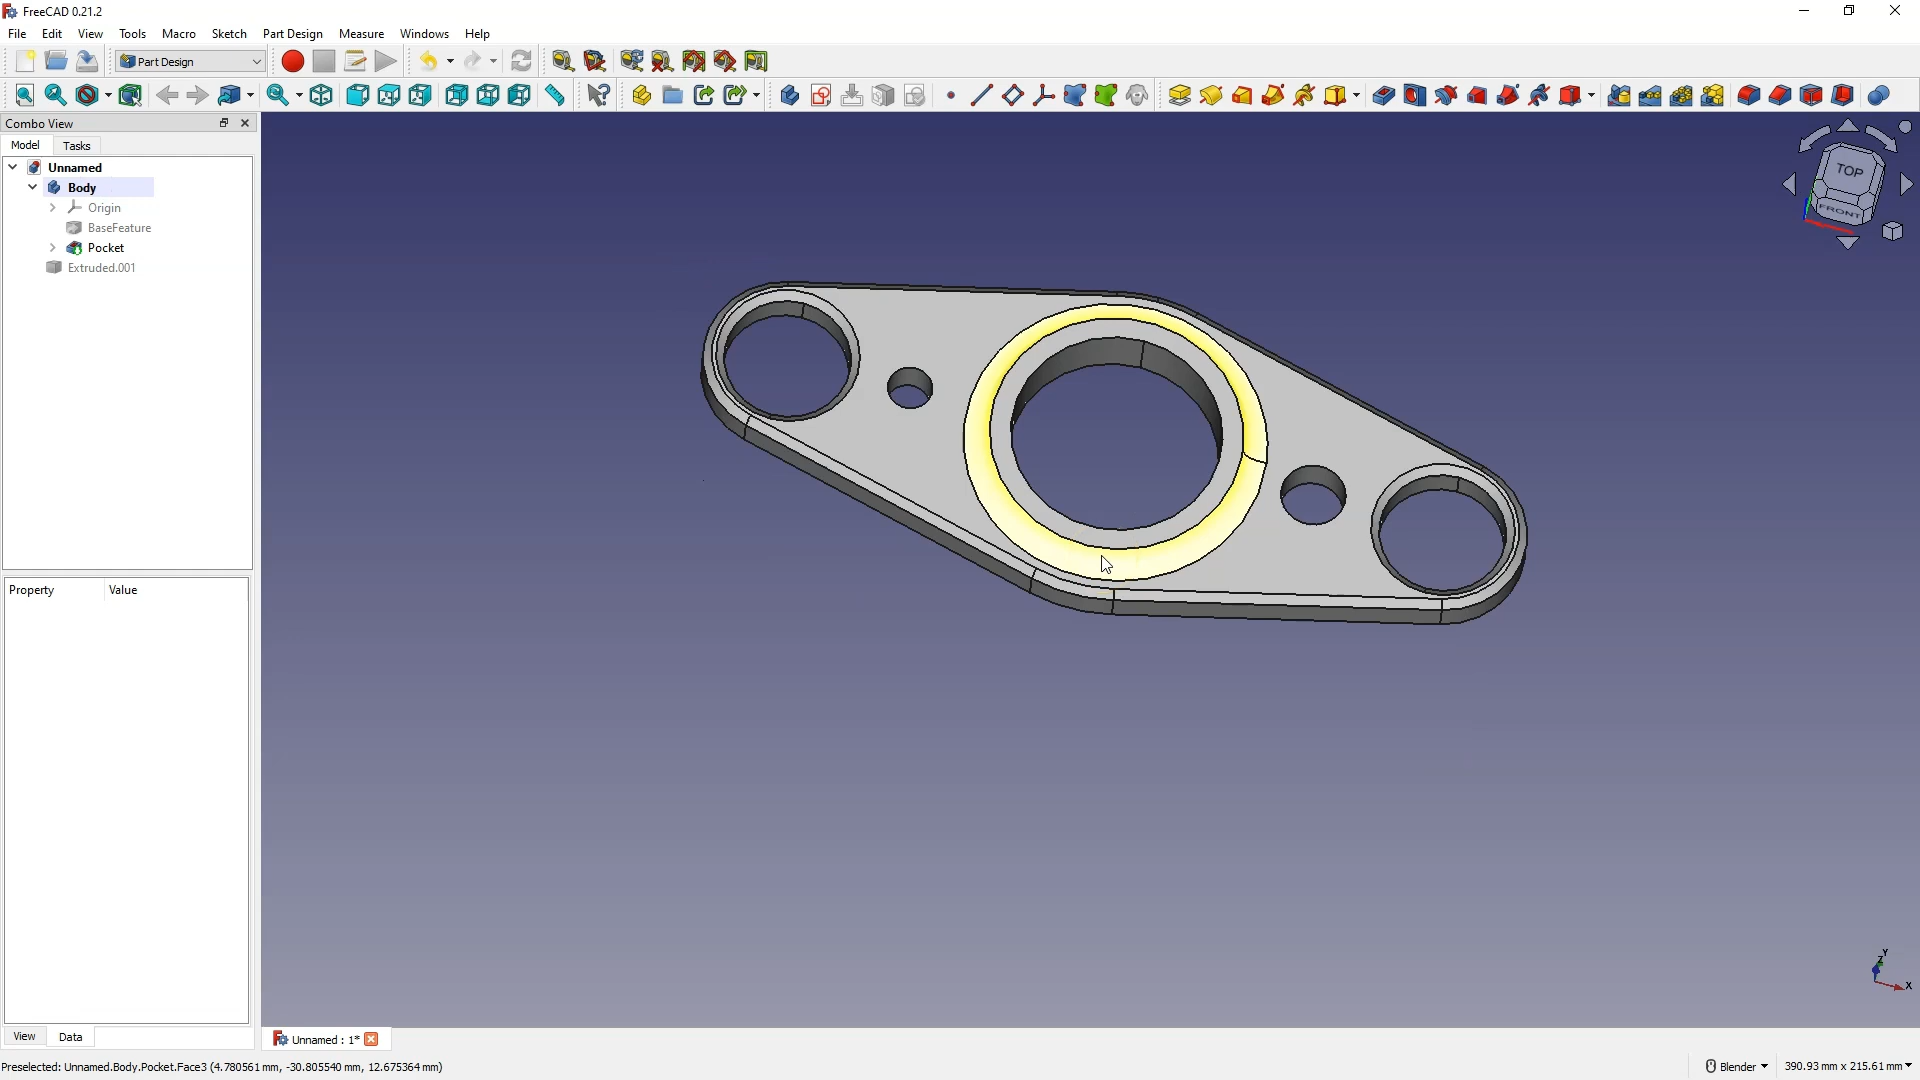 FreeCAD 0.21.2
File Edit View Tools Macro Sketch Part Design Measure Windows Help
Part Design
Combo View
Model Tasks
Unnamed
Body
Origin
BaseFeature
Pocket
Extruded.001
TOP
FRONT
Property Value
View Data
Unnamed : 1*
Y
Z
X
Preselected: Unnamed.Body.Pocket.Face3 (4.780561 mm, -30.805540 mm, 12.675364 mm)
Blender 390.93 mm x 215.61 mm